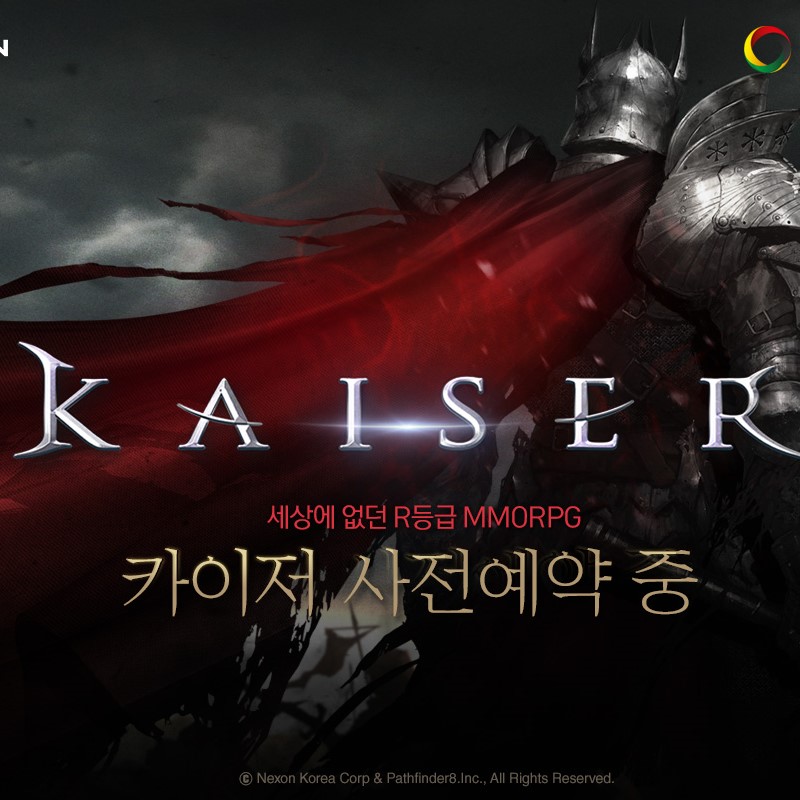 N
KAISER
세상에 없던 R등급 MMORPG
카이저 사전예약 중
ⓒ Nexon Korea Corp & Pathfinder8.Inc., All Rights Reserved.